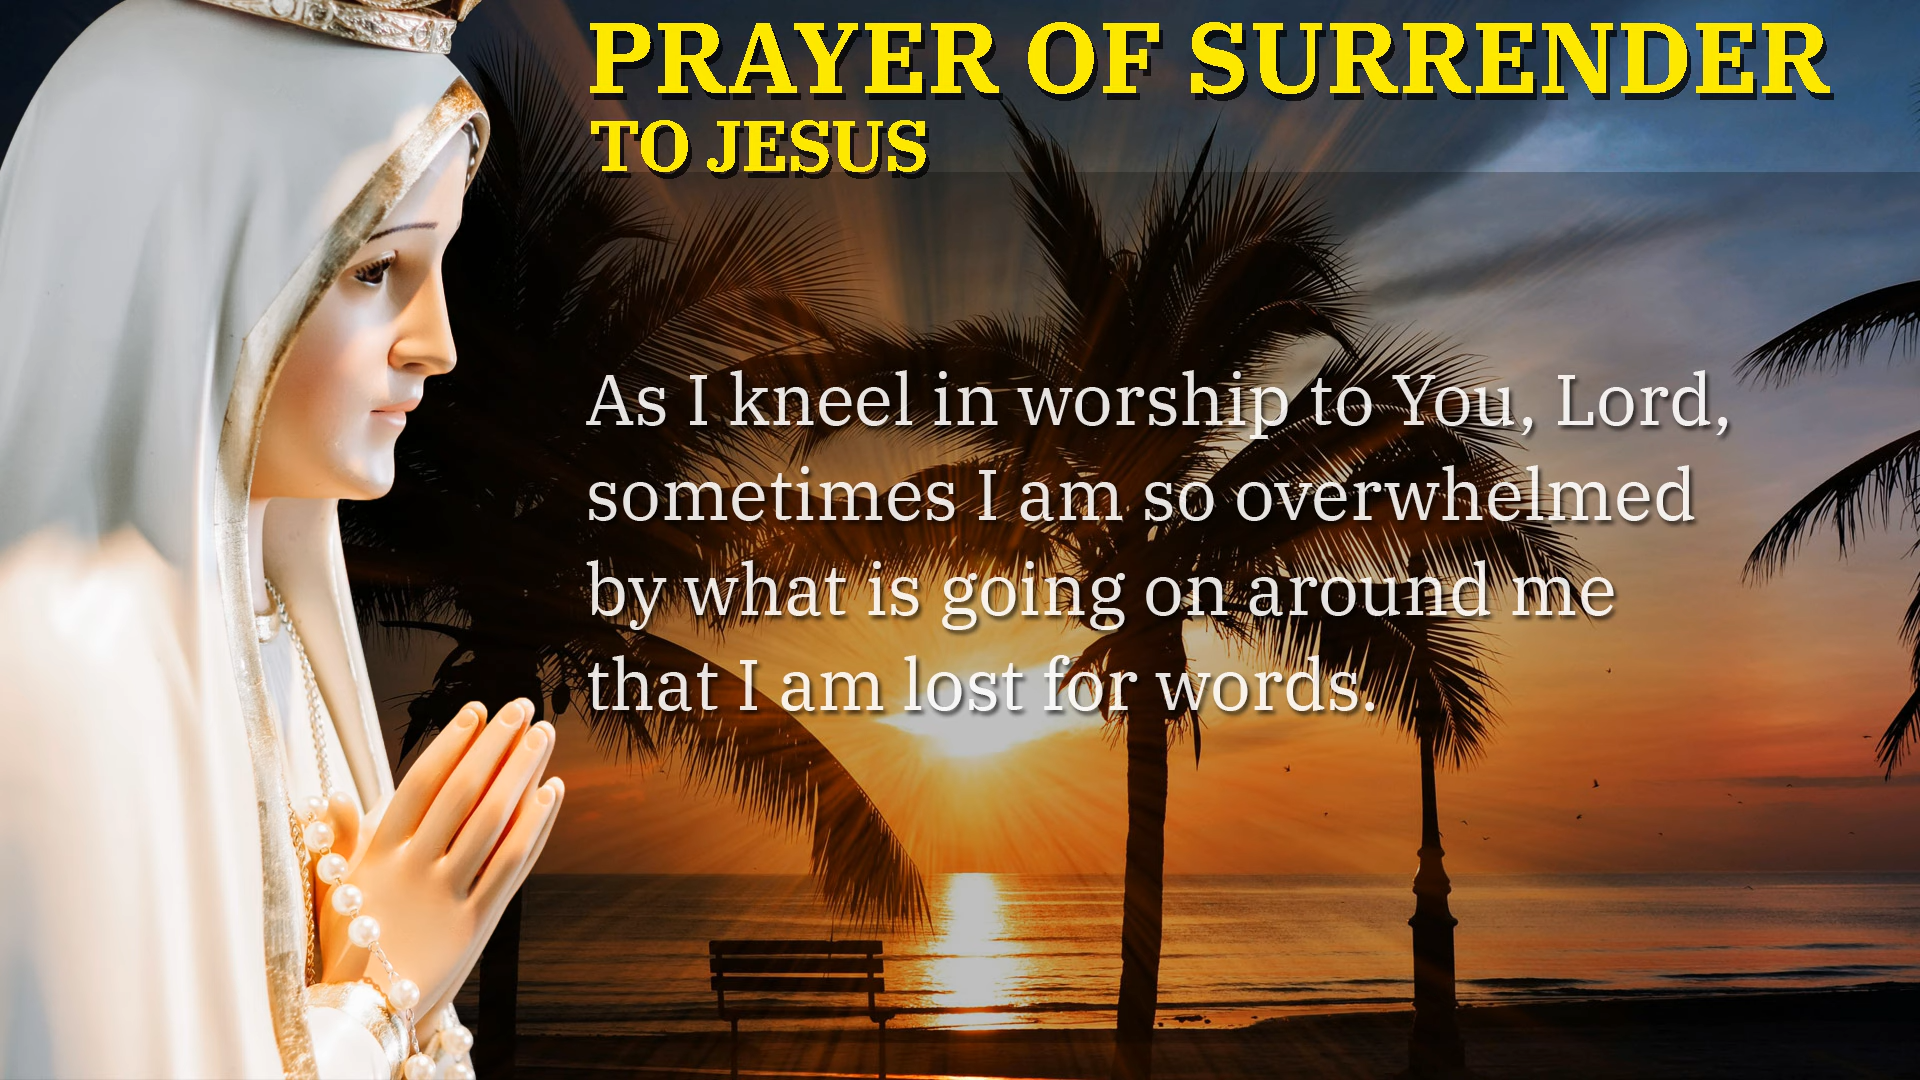 PRAYER OF SURRENDER
TO JESUS
As I kneel in worship to You, Lord,
sometimes I am so overwhelmed
by what is going on around me
that I am lost for words.